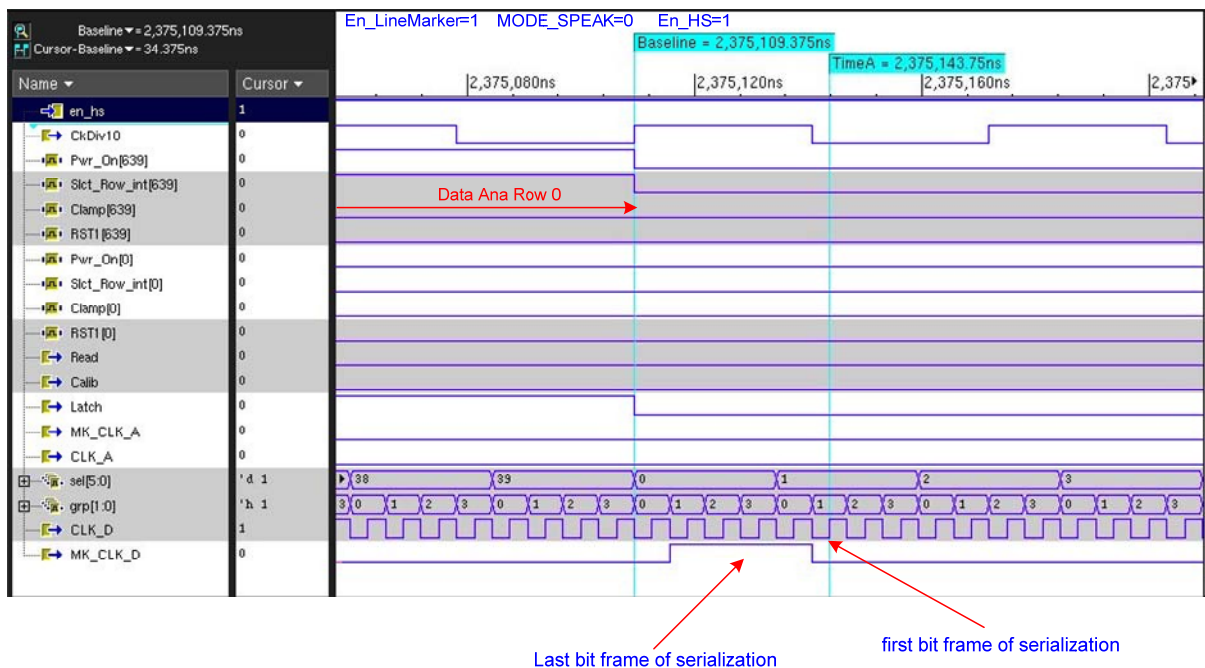 En_LineMarker=1 MODE_SPEAK=0 En_HS=1
Baseline ▾ = 2,375,109.375ns
Cursor-Baseline ▾ = 34.375ns
Baseline = 2,375,109.375ns
TimeA = 2,375,143.75ns
Name ▾ Cursor ▾ 2,375,080ns 2,375,120ns 2,375,160ns 2,375
en_hs 1
CkDiv10 0
Pwr_On[639] 0
Slct_Row_int[639] 0
Data Ana Row 0
Clamp[639] 0
RST1[639] 0
Pwr_On[0] 0
Slct_Row_int[0] 0
Clamp[0] 0
RST1[0] 0
Read 0
Calib 0
Latch 0
MK_CLK_A 0
CLK_A 0
sel[5:0] 'd 1 38 39 0 1 2 3
grp[1:0] 'h 1 3 0 1 2 3 0 1 2 3 0 1 2 3 0 1 2 3 0 1 2 3 0 1 2 3
CLK_D 1
MK_CLK_D 0
first bit frame of serialization
Last bit frame of serialization